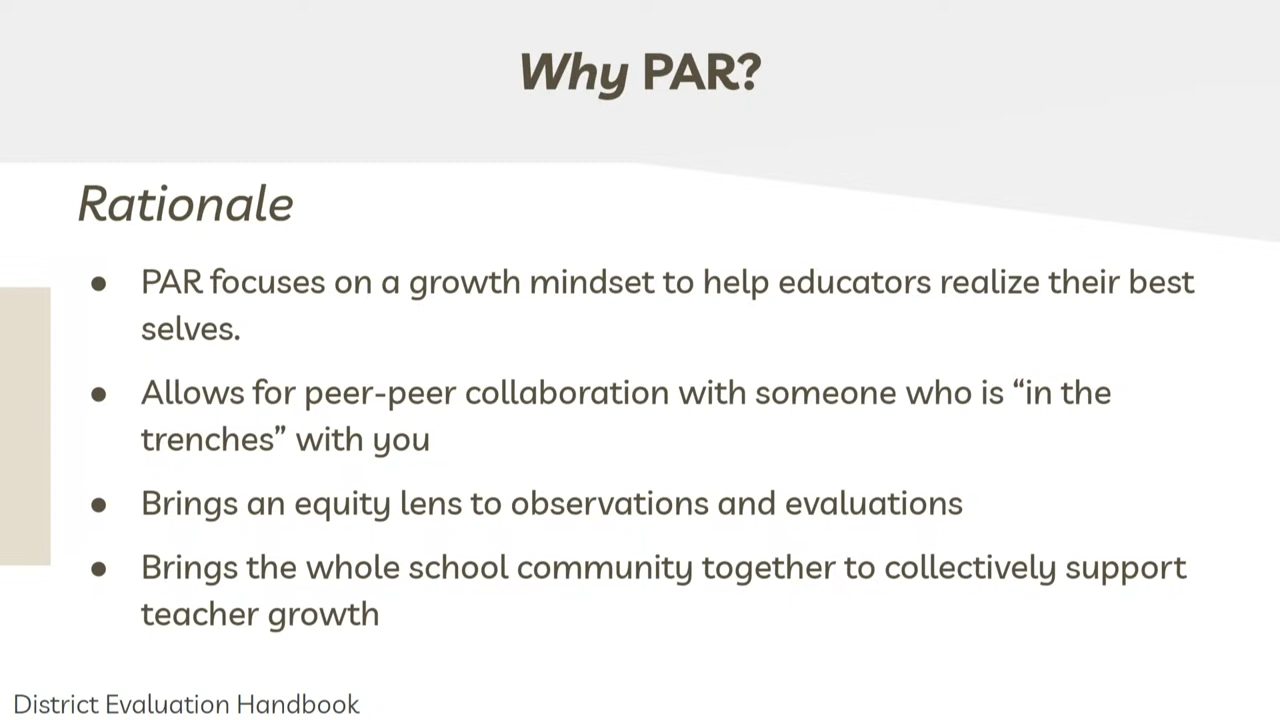 Why PAR?
Rationale
● PAR focuses on a growth mindset to help educators realize their best
selves.
● Allows for peer-peer collaboration with someone who is “in the
trenches” with you
● Brings an equity lens to observations and evaluations
● Brings the whole school community together to collectively support
teacher growth
District Evaluation Handbook